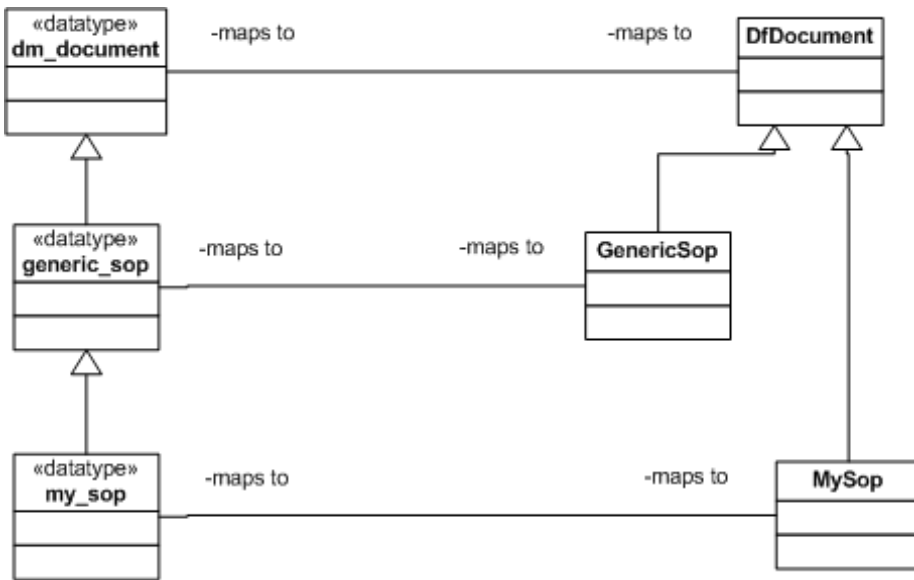 «datatype»
dm_document
-maps to
-maps to
DfDocument
«datatype»
generic_sop
-maps to
-maps to
GenericSop
«datatype»
my_sop
-maps to
-maps to
MySop